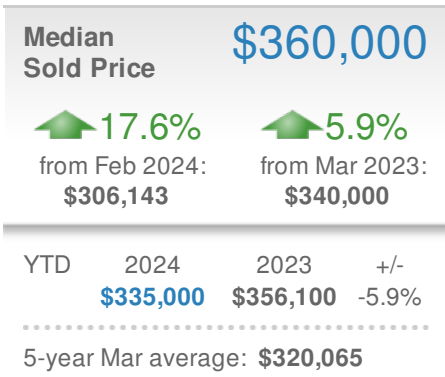 Median $360,000
Sold Price
17.6% 5.9%
from Feb 2024: from Mar 2023:
$306,143 $340,000
YTD 2024 2023 +/-
$335,000 $356,100 -5.9%
5-year Mar average: $320,065